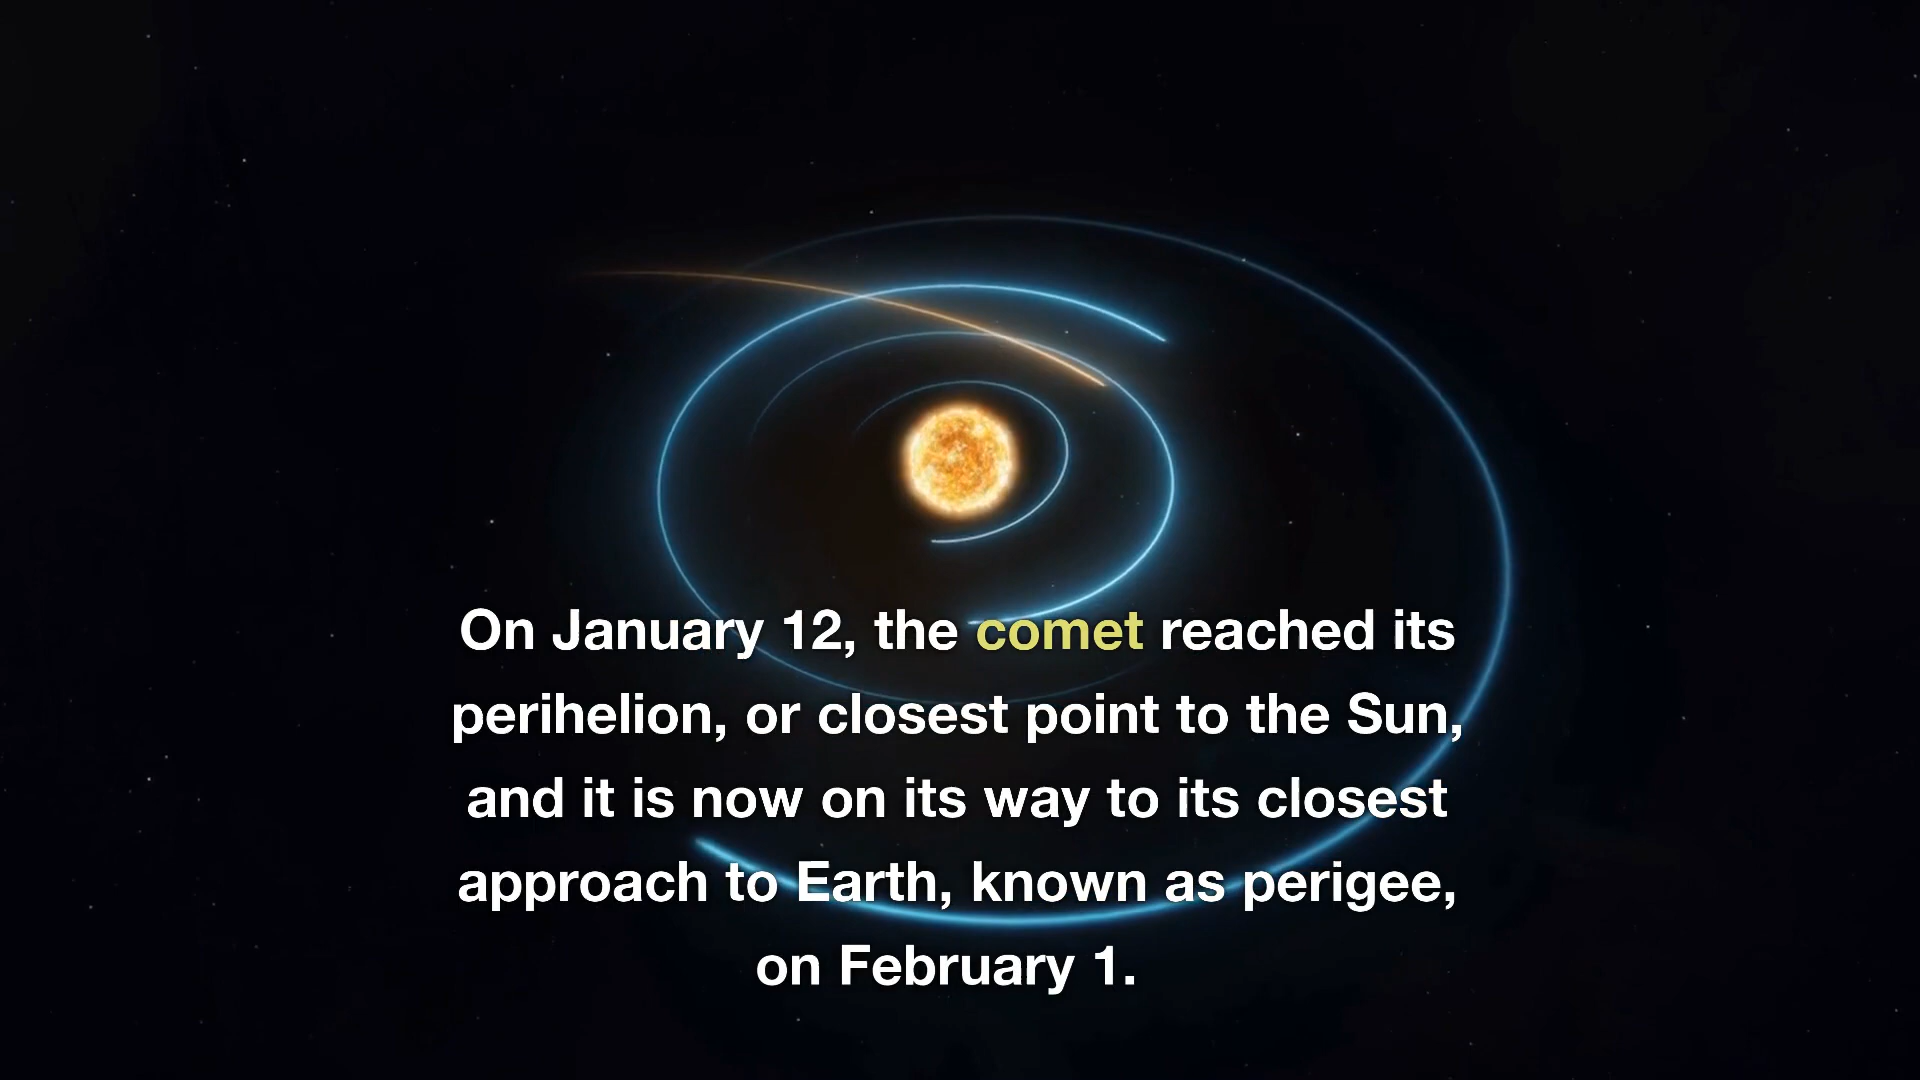 On January 12, the comet reached its
perihelion, or closest point to the Sun,
and it is now on its way to its closest
approach to Earth, known as perigee,
on February 1.